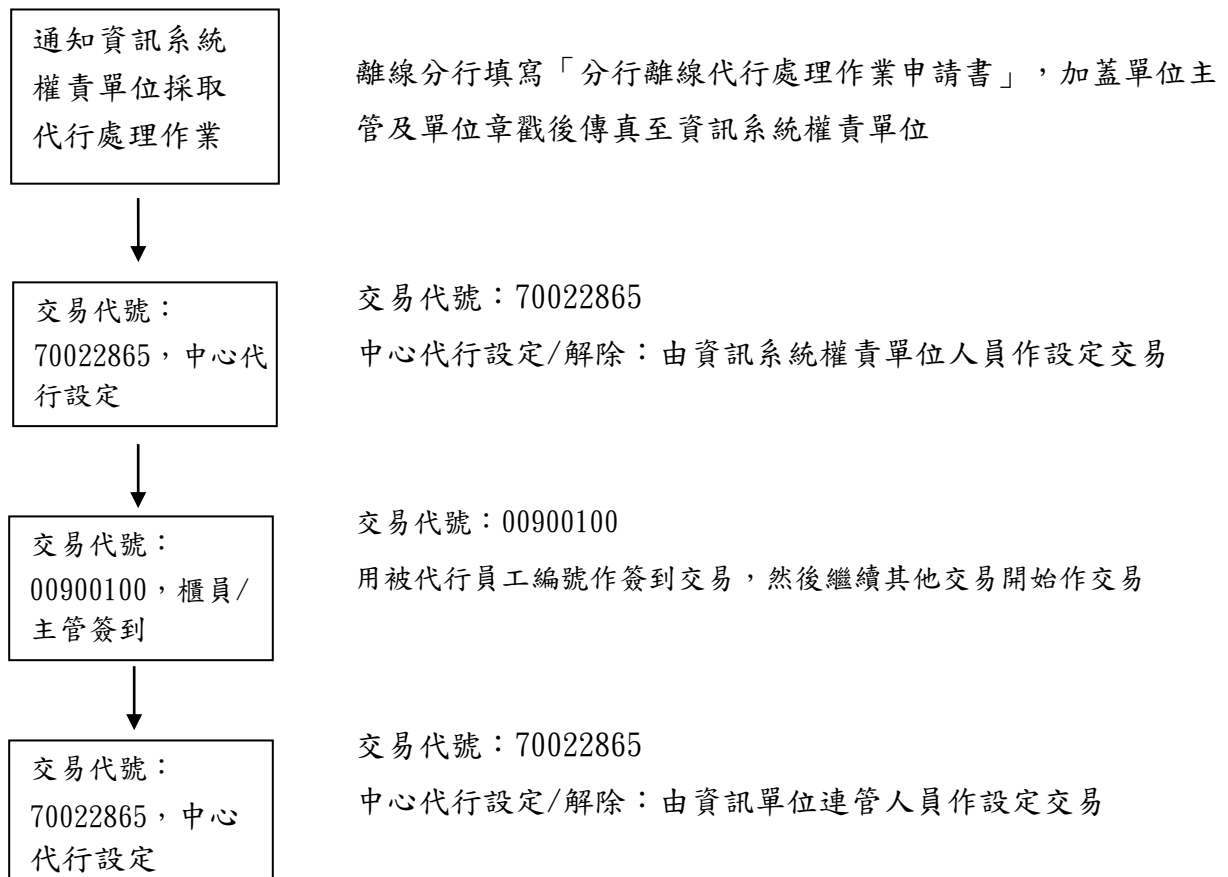 通知資訊系統
權責單位採取
代行處理作業
離線分行填寫「分行離線代行處理作業申請書」，加蓋單位主
管及單位章戳後傳真至資訊系統權責單位
交易代號：
70022865，中心代
行設定
交易代號：70022865
中心代行設定/解除：由資訊系統權責單位人員作設定交易
交易代號：
00900100，櫃員/
主管簽到
交易代號：00900100
用被代行員工編號作簽到交易，然後繼續其他交易開始作交易
交易代號：
70022865，中心
代行設定
交易代號：70022865
中心代行設定/解除：由資訊單位連管人員作設定交易